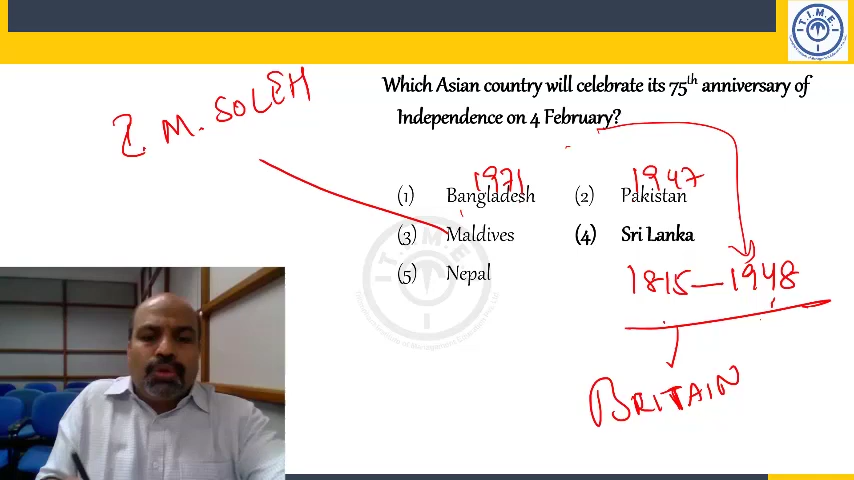 T.I.M.E.
Which Asian country will celebrate its 75th anniversary of
Independence on 4 February?
I. M. SOLEH
1971
1947
(1) Bangladesh (2) Pakistan
(3) Maldives (4) Sri Lanka
(5) Nepal
1815 — 1948
BRITAIN
T.I.M.E.